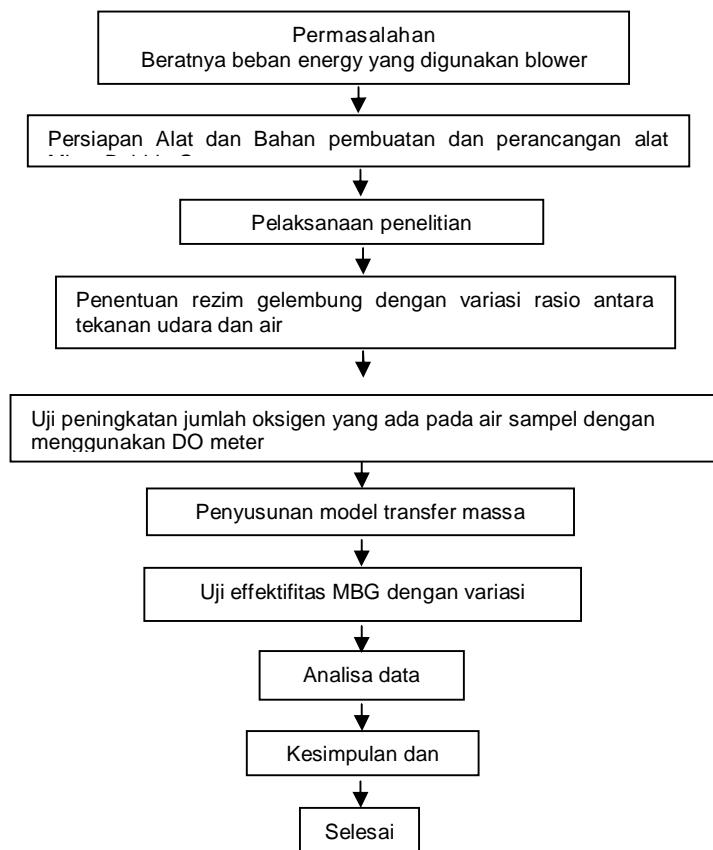 Permasalahan
Beratnya beban energy yang digunakan blower
Persiapan Alat dan Bahan pembuatan dan perancangan alat
Pelaksanaan penelitian
Penentuan rezim gelembung dengan variasi rasio antara
tekanan udara dan air
Uji peningkatan jumlah oksigen yang ada pada air sampel dengan
menggunakan DO meter
Penyusunan model transfer massa
Uji effektifitas MBG dengan variasi
Analisa data
Kesimpulan dan
Selesai